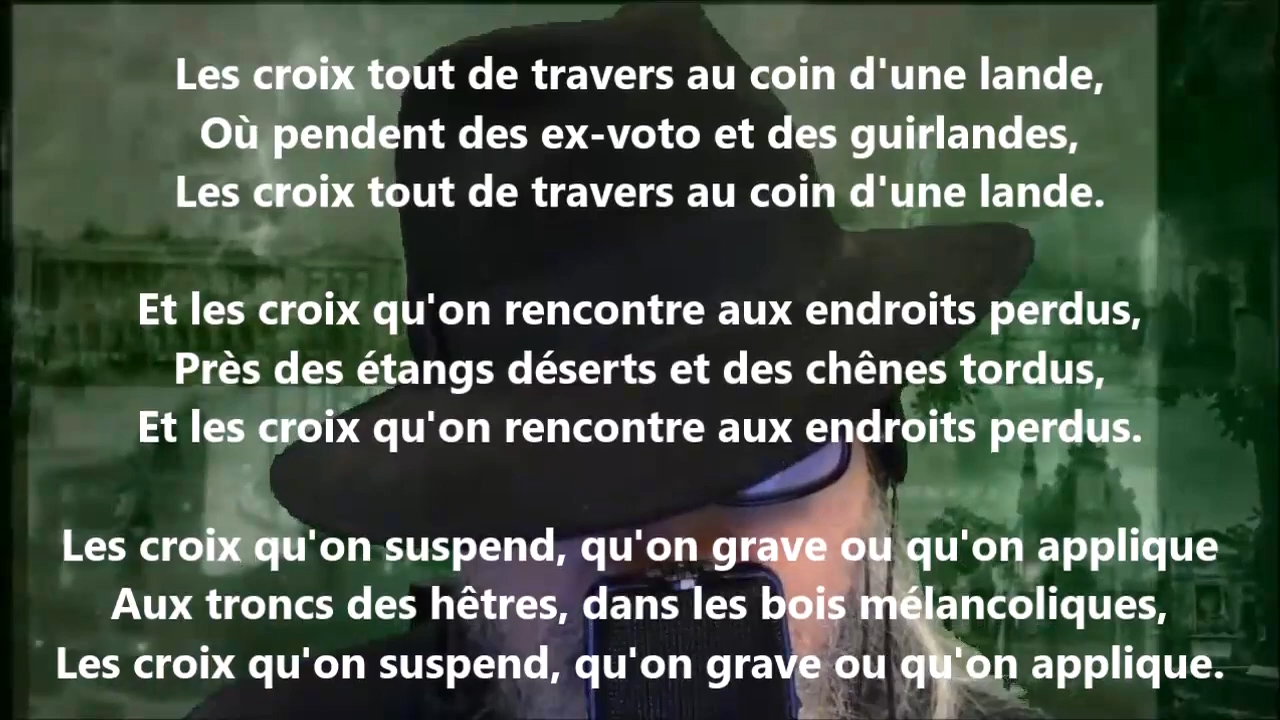 Les croix tout de travers au coin d'une lande,
Où pendent des ex-voto et des guirlandes,
Les croix tout de travers au coin d'une lande.
Et les croix qu'on rencontre aux endroits perdus,
Près des étangs déserts et des chênes tordus,
Et les croix qu'on rencontre aux endroits perdus.
Les croix qu'on suspend, qu'on grave ou qu'on applique
Aux troncs des hêtres, dans les bois mélancoliques,
Les croix qu'on suspend, qu'on grave ou qu'on applique.